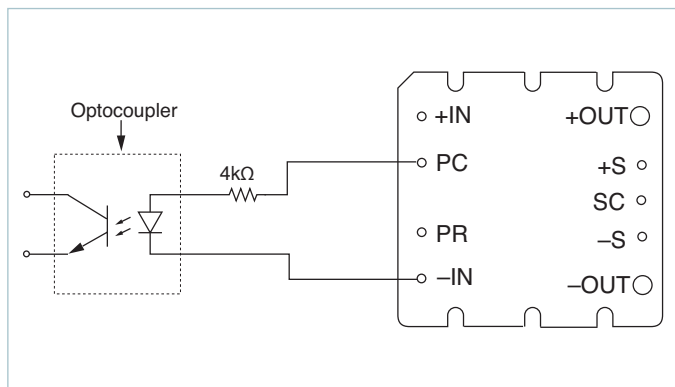 Optocoupler
4kΩ
+IN
PC
PR
–IN
+OUT
+S
SC
–S
–OUT